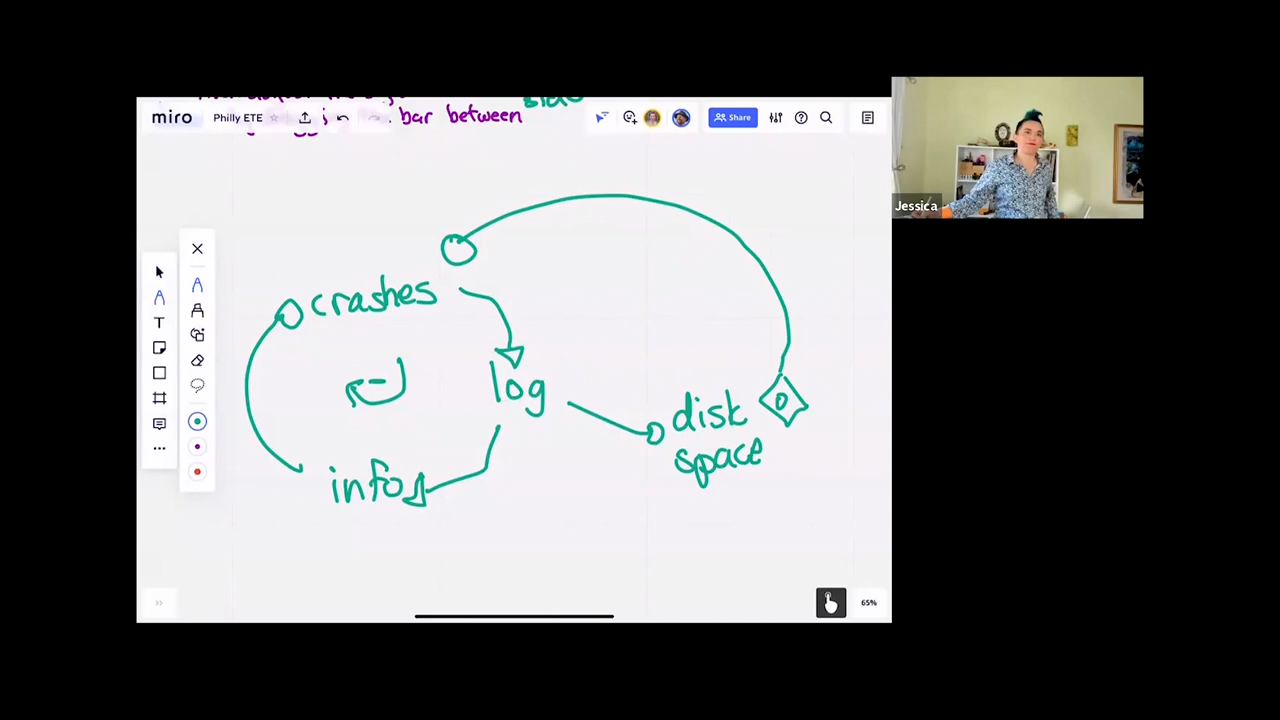 miro Philly ETE Share
bar between
Jessica
crashes
log
disk
space
info
65%